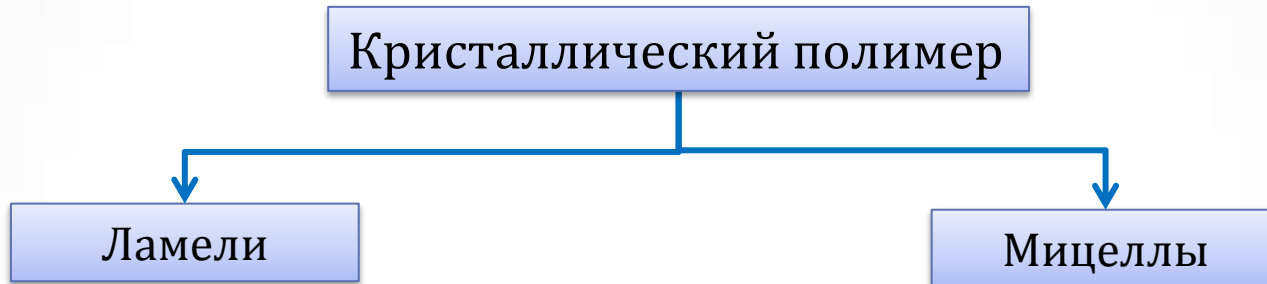 Кристаллический полимер
Ламели
Мицеллы